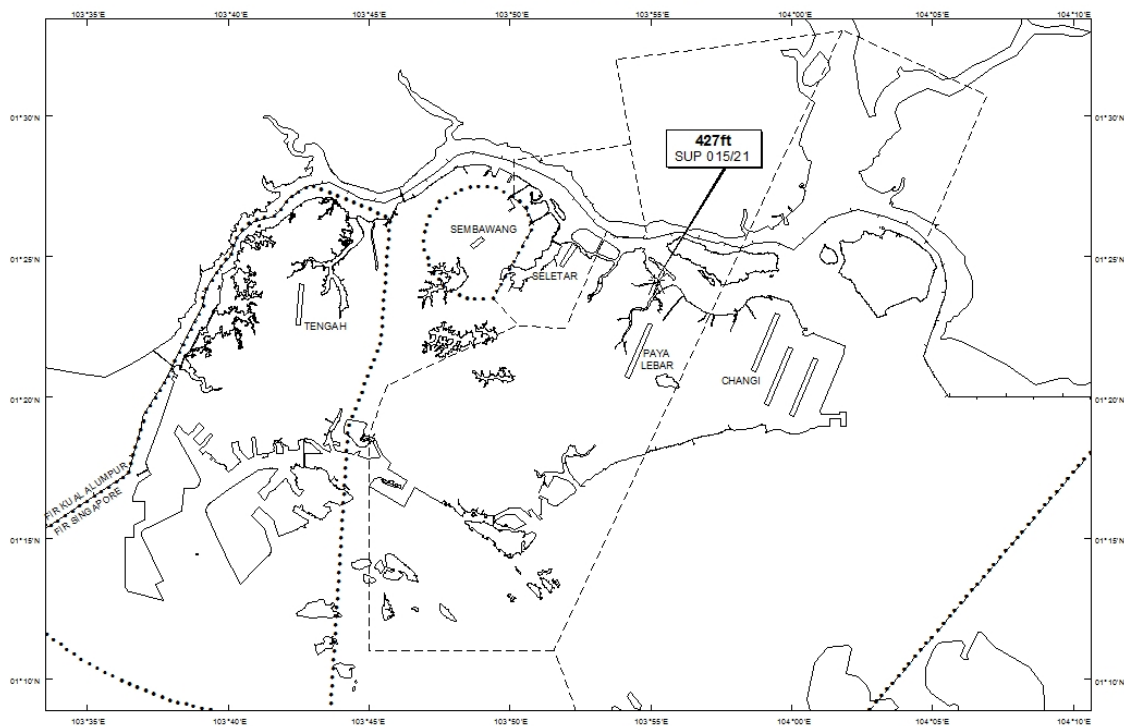 103°35'E 103°40'E 103°45'E 103°50'E 103°55'E 104°00'E 104°05'E 104°10'E
01°30'N 01°30'N
427ft
SUP 015/21
SEMBAWANG
01°25'N 01°25'N
SELETAR
TENGAH
PAYA
LEBAR
CHANGI
01°20'N 01°20'N
FIR KUALALUMPUR
FIR SINGAPORE
01°15'N 01°15'N
01°10'N 01°10'N
103°35'E 103°40'E 103°45'E 103°50'E 103°55'E 104°00'E 104°05'E 104°10'E